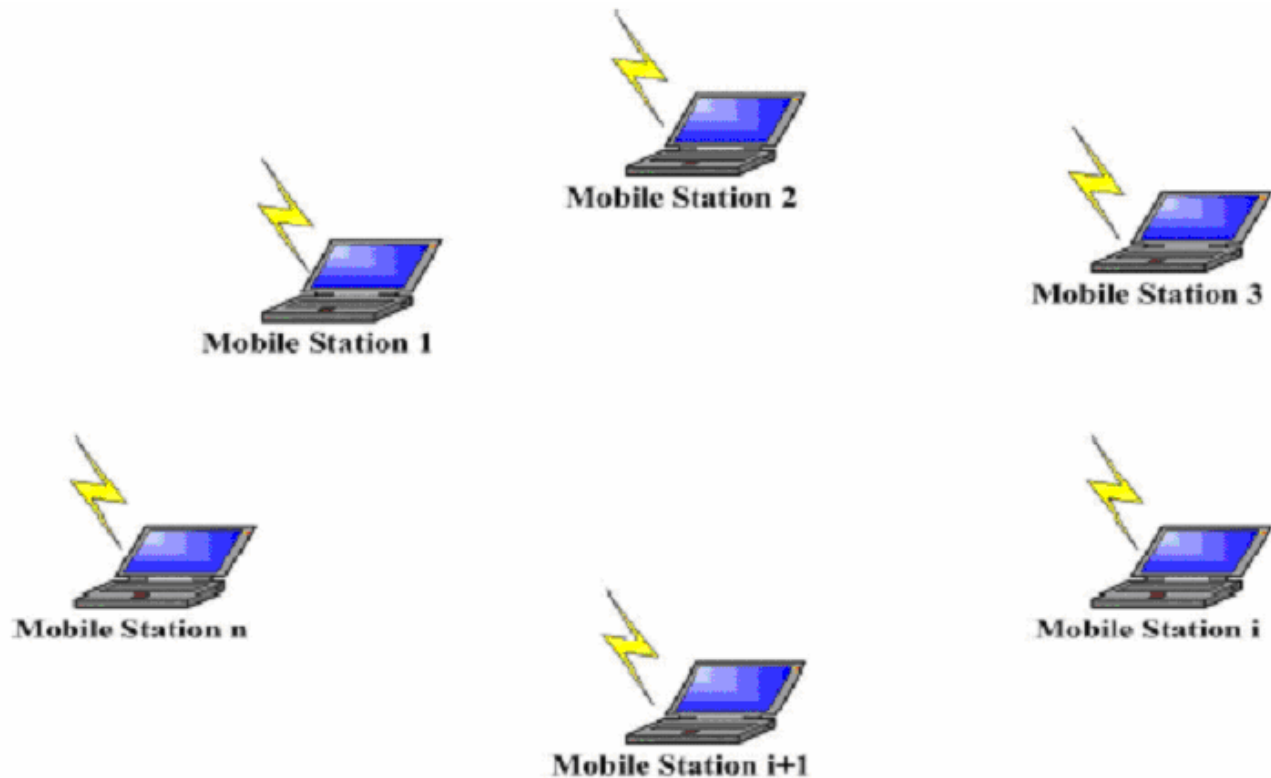 Mobile Station 2
Mobile Station 3
Mobile Station 1
Mobile Station n
Mobile Station i
Mobile Station i+1